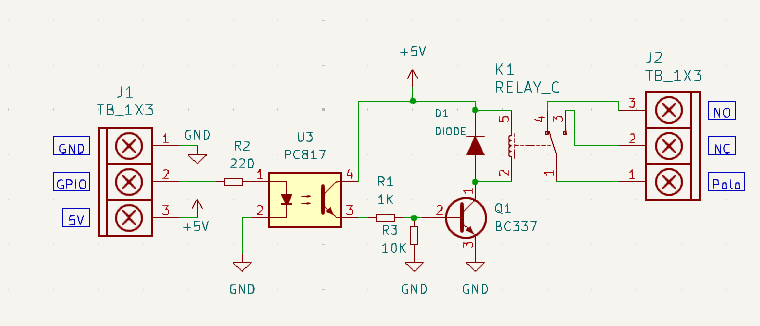 J1
TB_1X3
GND
GPIO
5V
1
2
3
GND
+5V
R2
220
U3
PC817
1
2
4
3
GND
+5V
R1
1K
R3
10K
GND
D1
DIODE
K1
RELAY_C
5
2
4
3
1
2
1
3
Q1
BC337
GND
J2
TB_1X3
3
2
1
NO
NC
Polo